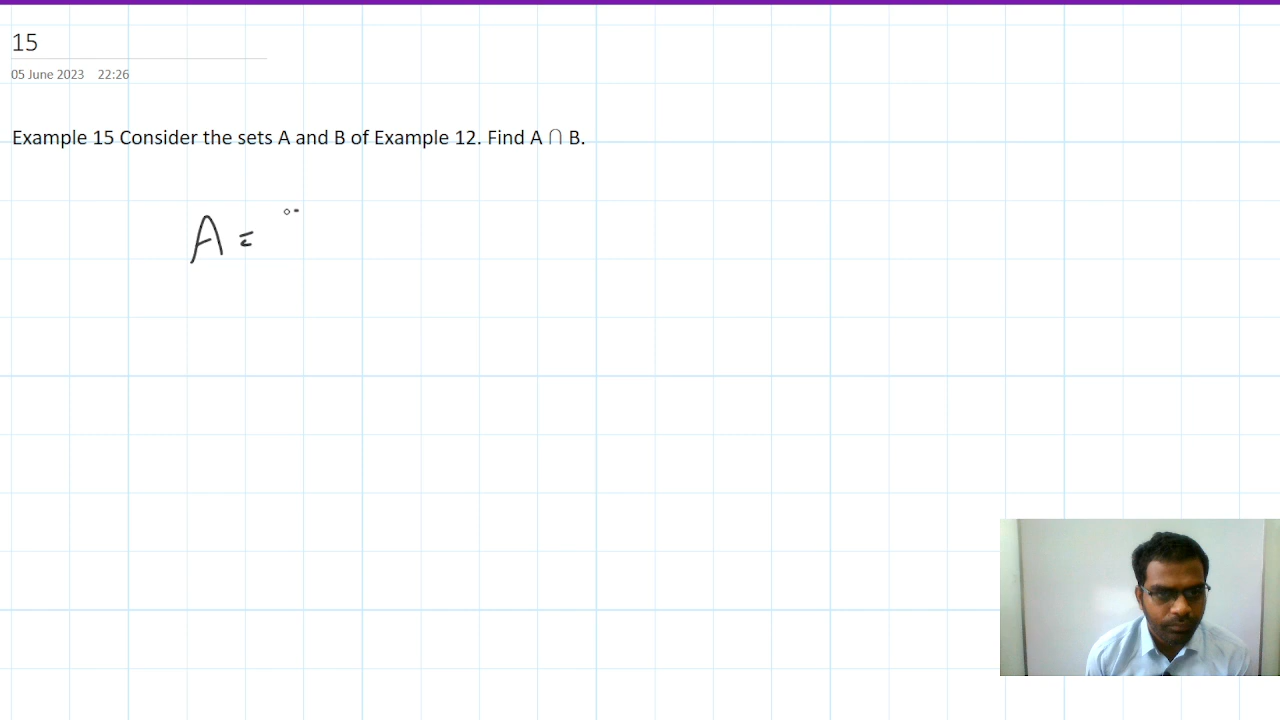 15
05 June 2023 22:26
Example 15 Consider the sets A and B of Example 12. Find A ∩ B.
A =